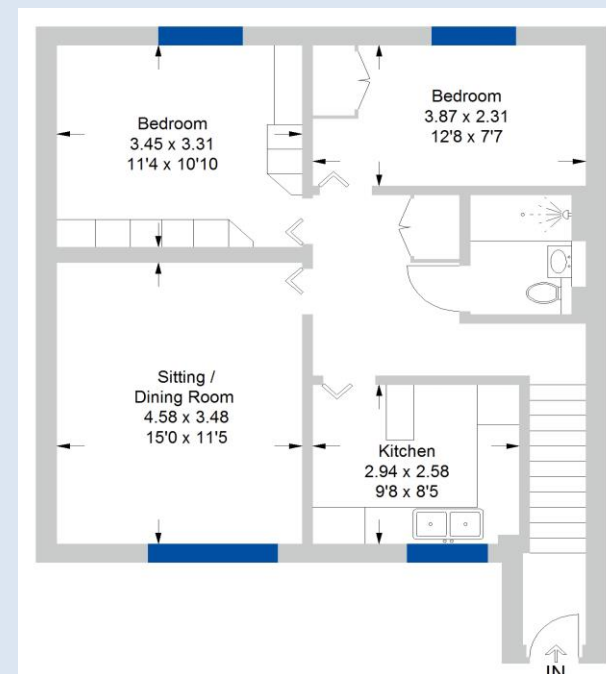 Bedroom
3.45 x 3.31
11'4 x 10'10
Bedroom
3.87 x 2.31
12'8 x 7'7
Sitting /
Dining Room
4.58 x 3.48
15'0 x 11'5
Kitchen
2.94 x 2.58
9'8 x 8'5
IN